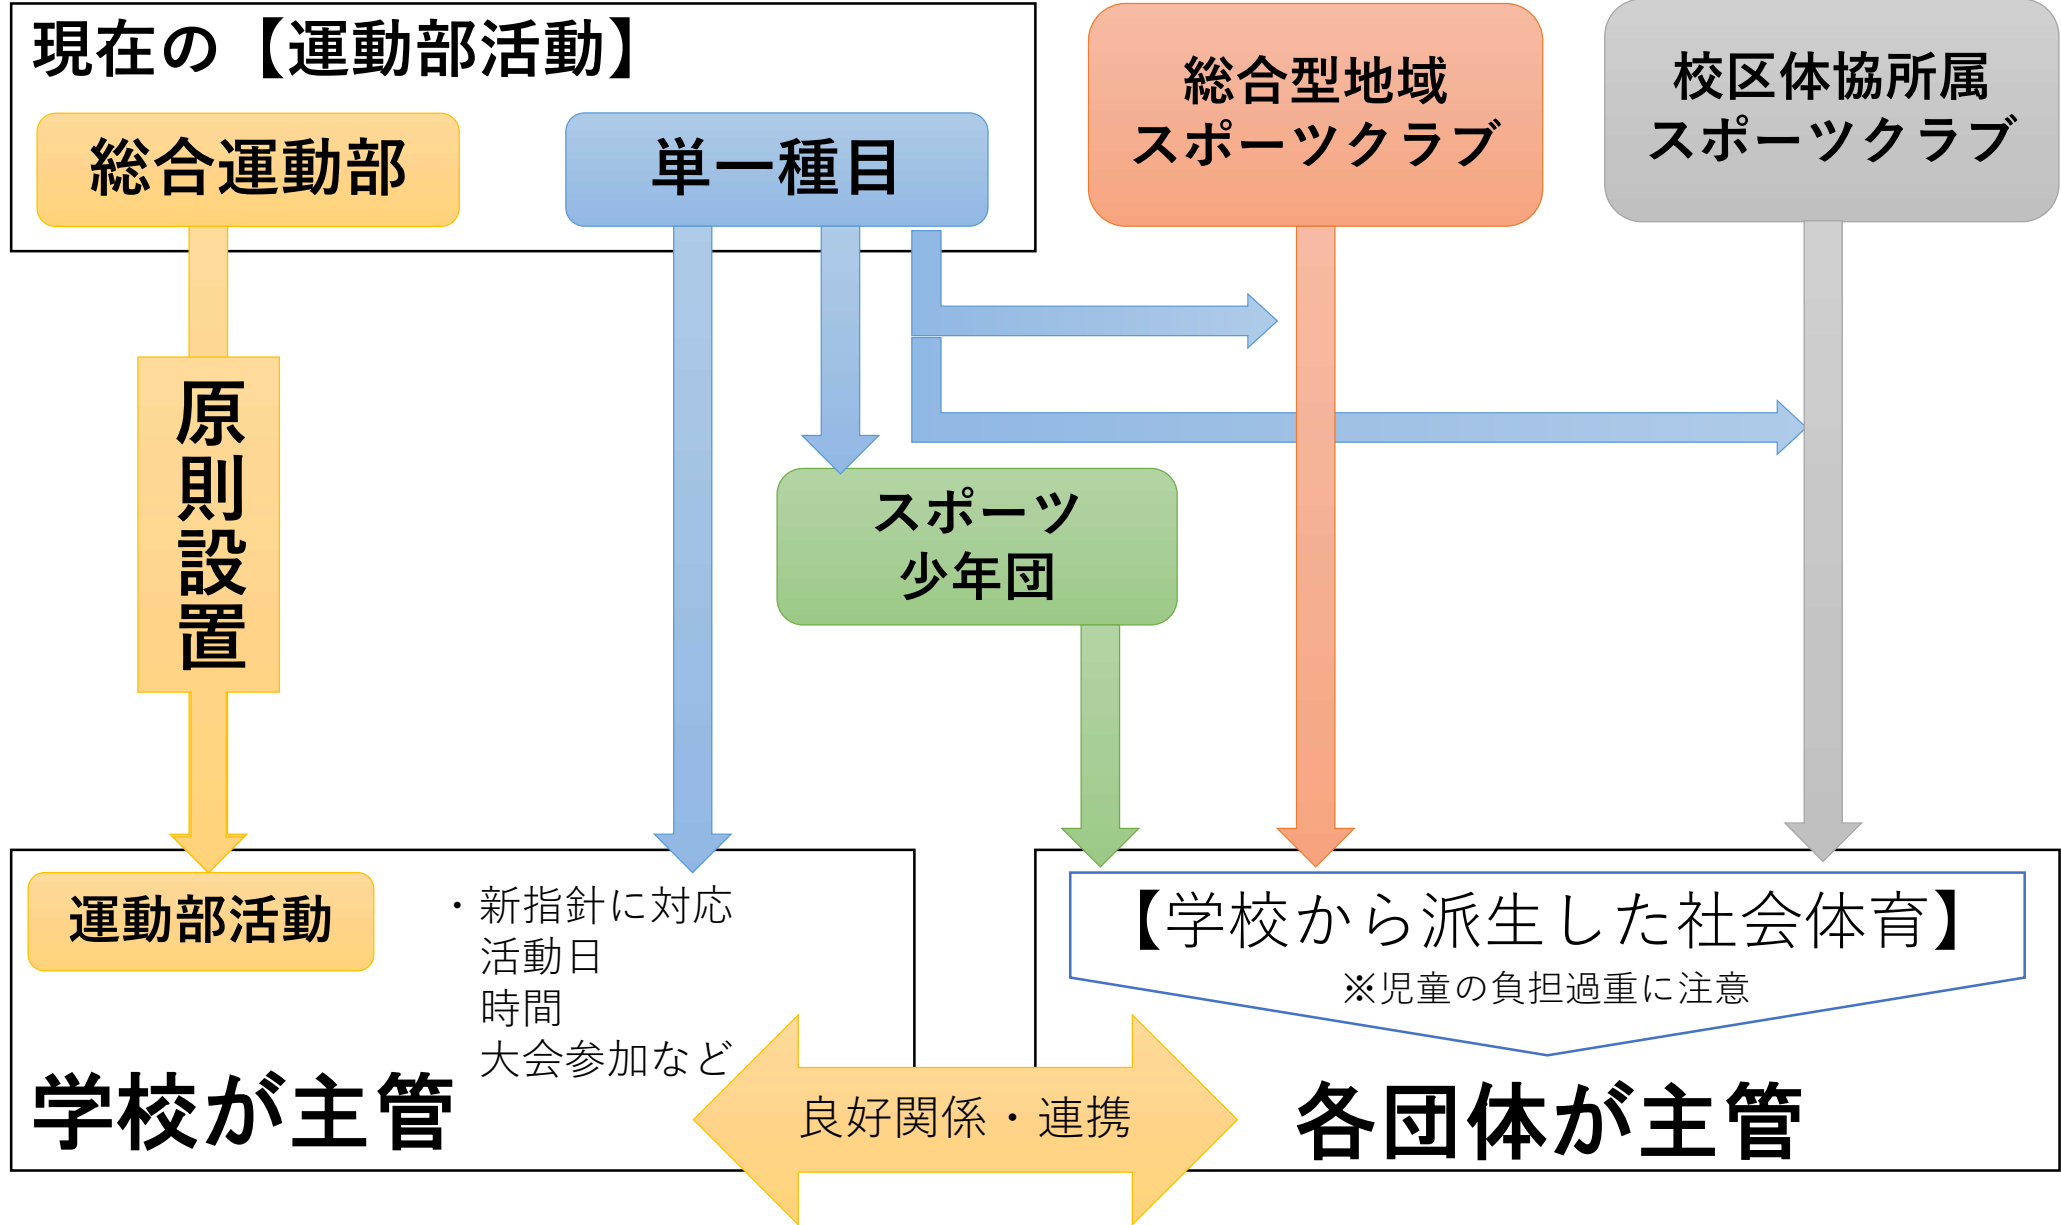 現在の【運動部活動】
総合運動部
単一種目
総合型地域
スポーツクラブ
校区体協所属
スポーツクラブ
原則設置
スポーツ
少年団
運動部活動
・新指針に対応
活動日
時間
大会参加など
学校が主管
【学校から派生した社会体育】
※児童の負担過重に注意
良好関係・連携
各団体が主管